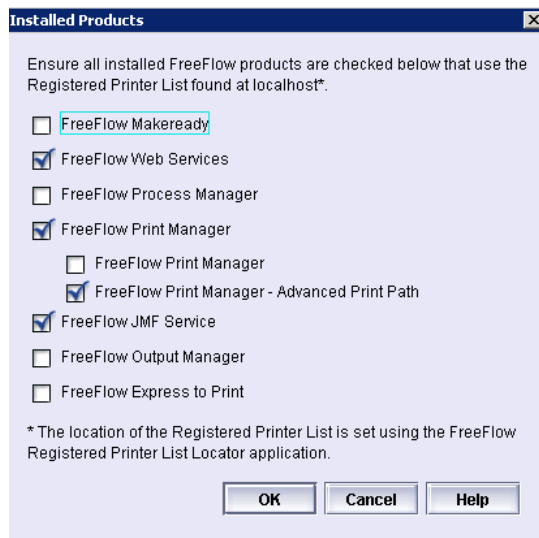 Installed Products
Ensure all installed FreeFlow products are checked below that use the
Registered Printer List found at localhost*.
FreeFlow Makeready
FreeFlow Web Services
FreeFlow Process Manager
FreeFlow Print Manager
FreeFlow Print Manager
FreeFlow Print Manager - Advanced Print Path
FreeFlow JMF Service
FreeFlow Output Manager
FreeFlow Express to Print
* The location of the Registered Printer List is set using the FreeFlow
Registered Printer List Locator application.
OK Cancel Help